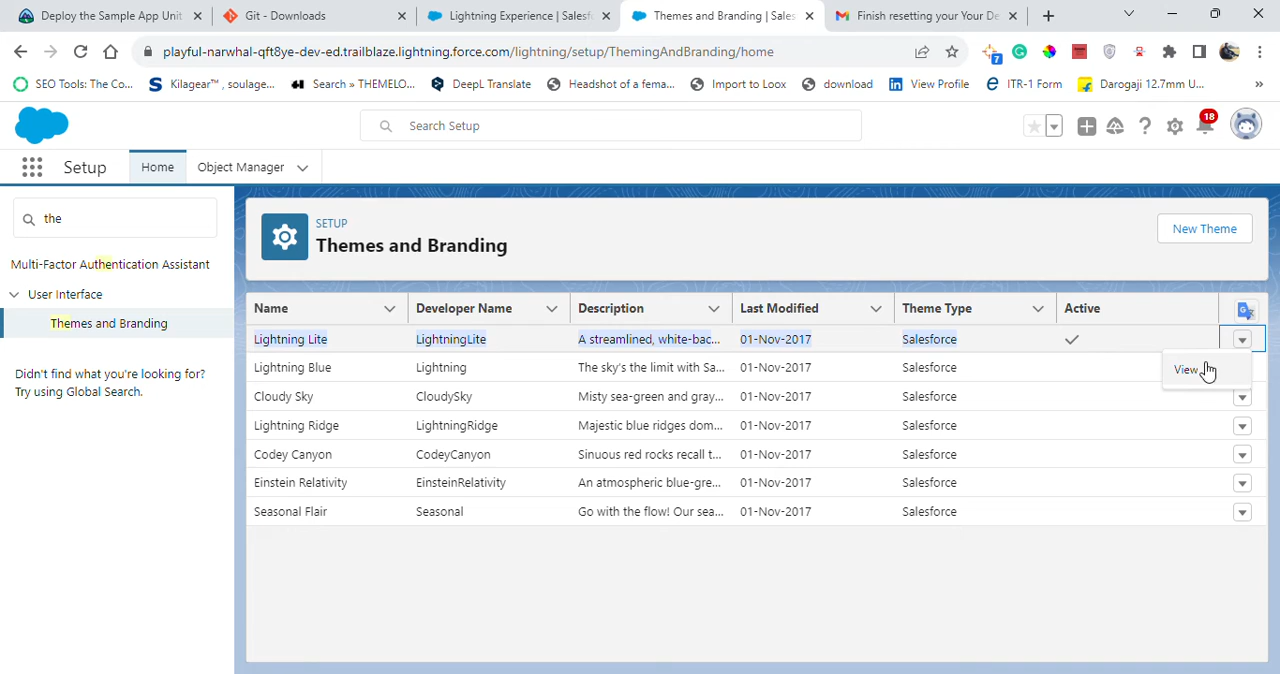 Deploy the Sample App Unit
Git - Downloads
Lightning Experience | Salesf
Themes and Branding | Sales
Finish resetting your Your De
playful-narwhal-qft8ye-dev-ed.trailblaze.lightning.force.com/lightning/setup/ThemingAndBranding/home
7
SEO Tools: The Co...
Kilagear™, soulage...
Search » THEMELO...
DeepL Translate
Headshot of a fema...
Import to Loox
download
View Profile
ITR-1 Form
Darogaji 12.7mm U...
»
Search Setup
18
Setup
Home
Object Manager
the
Multi-Factor Authentication Assistant
User Interface
Themes and Branding
Didn't find what you're looking for?
Try using Global Search.
SETUP
Themes and Branding
New Theme
Name Developer Name Description Last Modified Theme Type Active
Lightning Lite LightningLite A streamlined, white-bac... 01-Nov-2017 Salesforce
View
Lightning Blue Lightning The sky's the limit with Sa... 01-Nov-2017 Salesforce
Cloudy Sky CloudySky Misty sea-green and gray... 01-Nov-2017 Salesforce
Lightning Ridge LightningRidge Majestic blue ridges dom... 01-Nov-2017 Salesforce
Codey Canyon CodeyCanyon Sinuous red rocks recall t... 01-Nov-2017 Salesforce
Einstein Relativity EinsteinRelativity An atmospheric blue-gre... 01-Nov-2017 Salesforce
Seasonal Flair Seasonal Go with the flow! Our sea... 01-Nov-2017 Salesforce